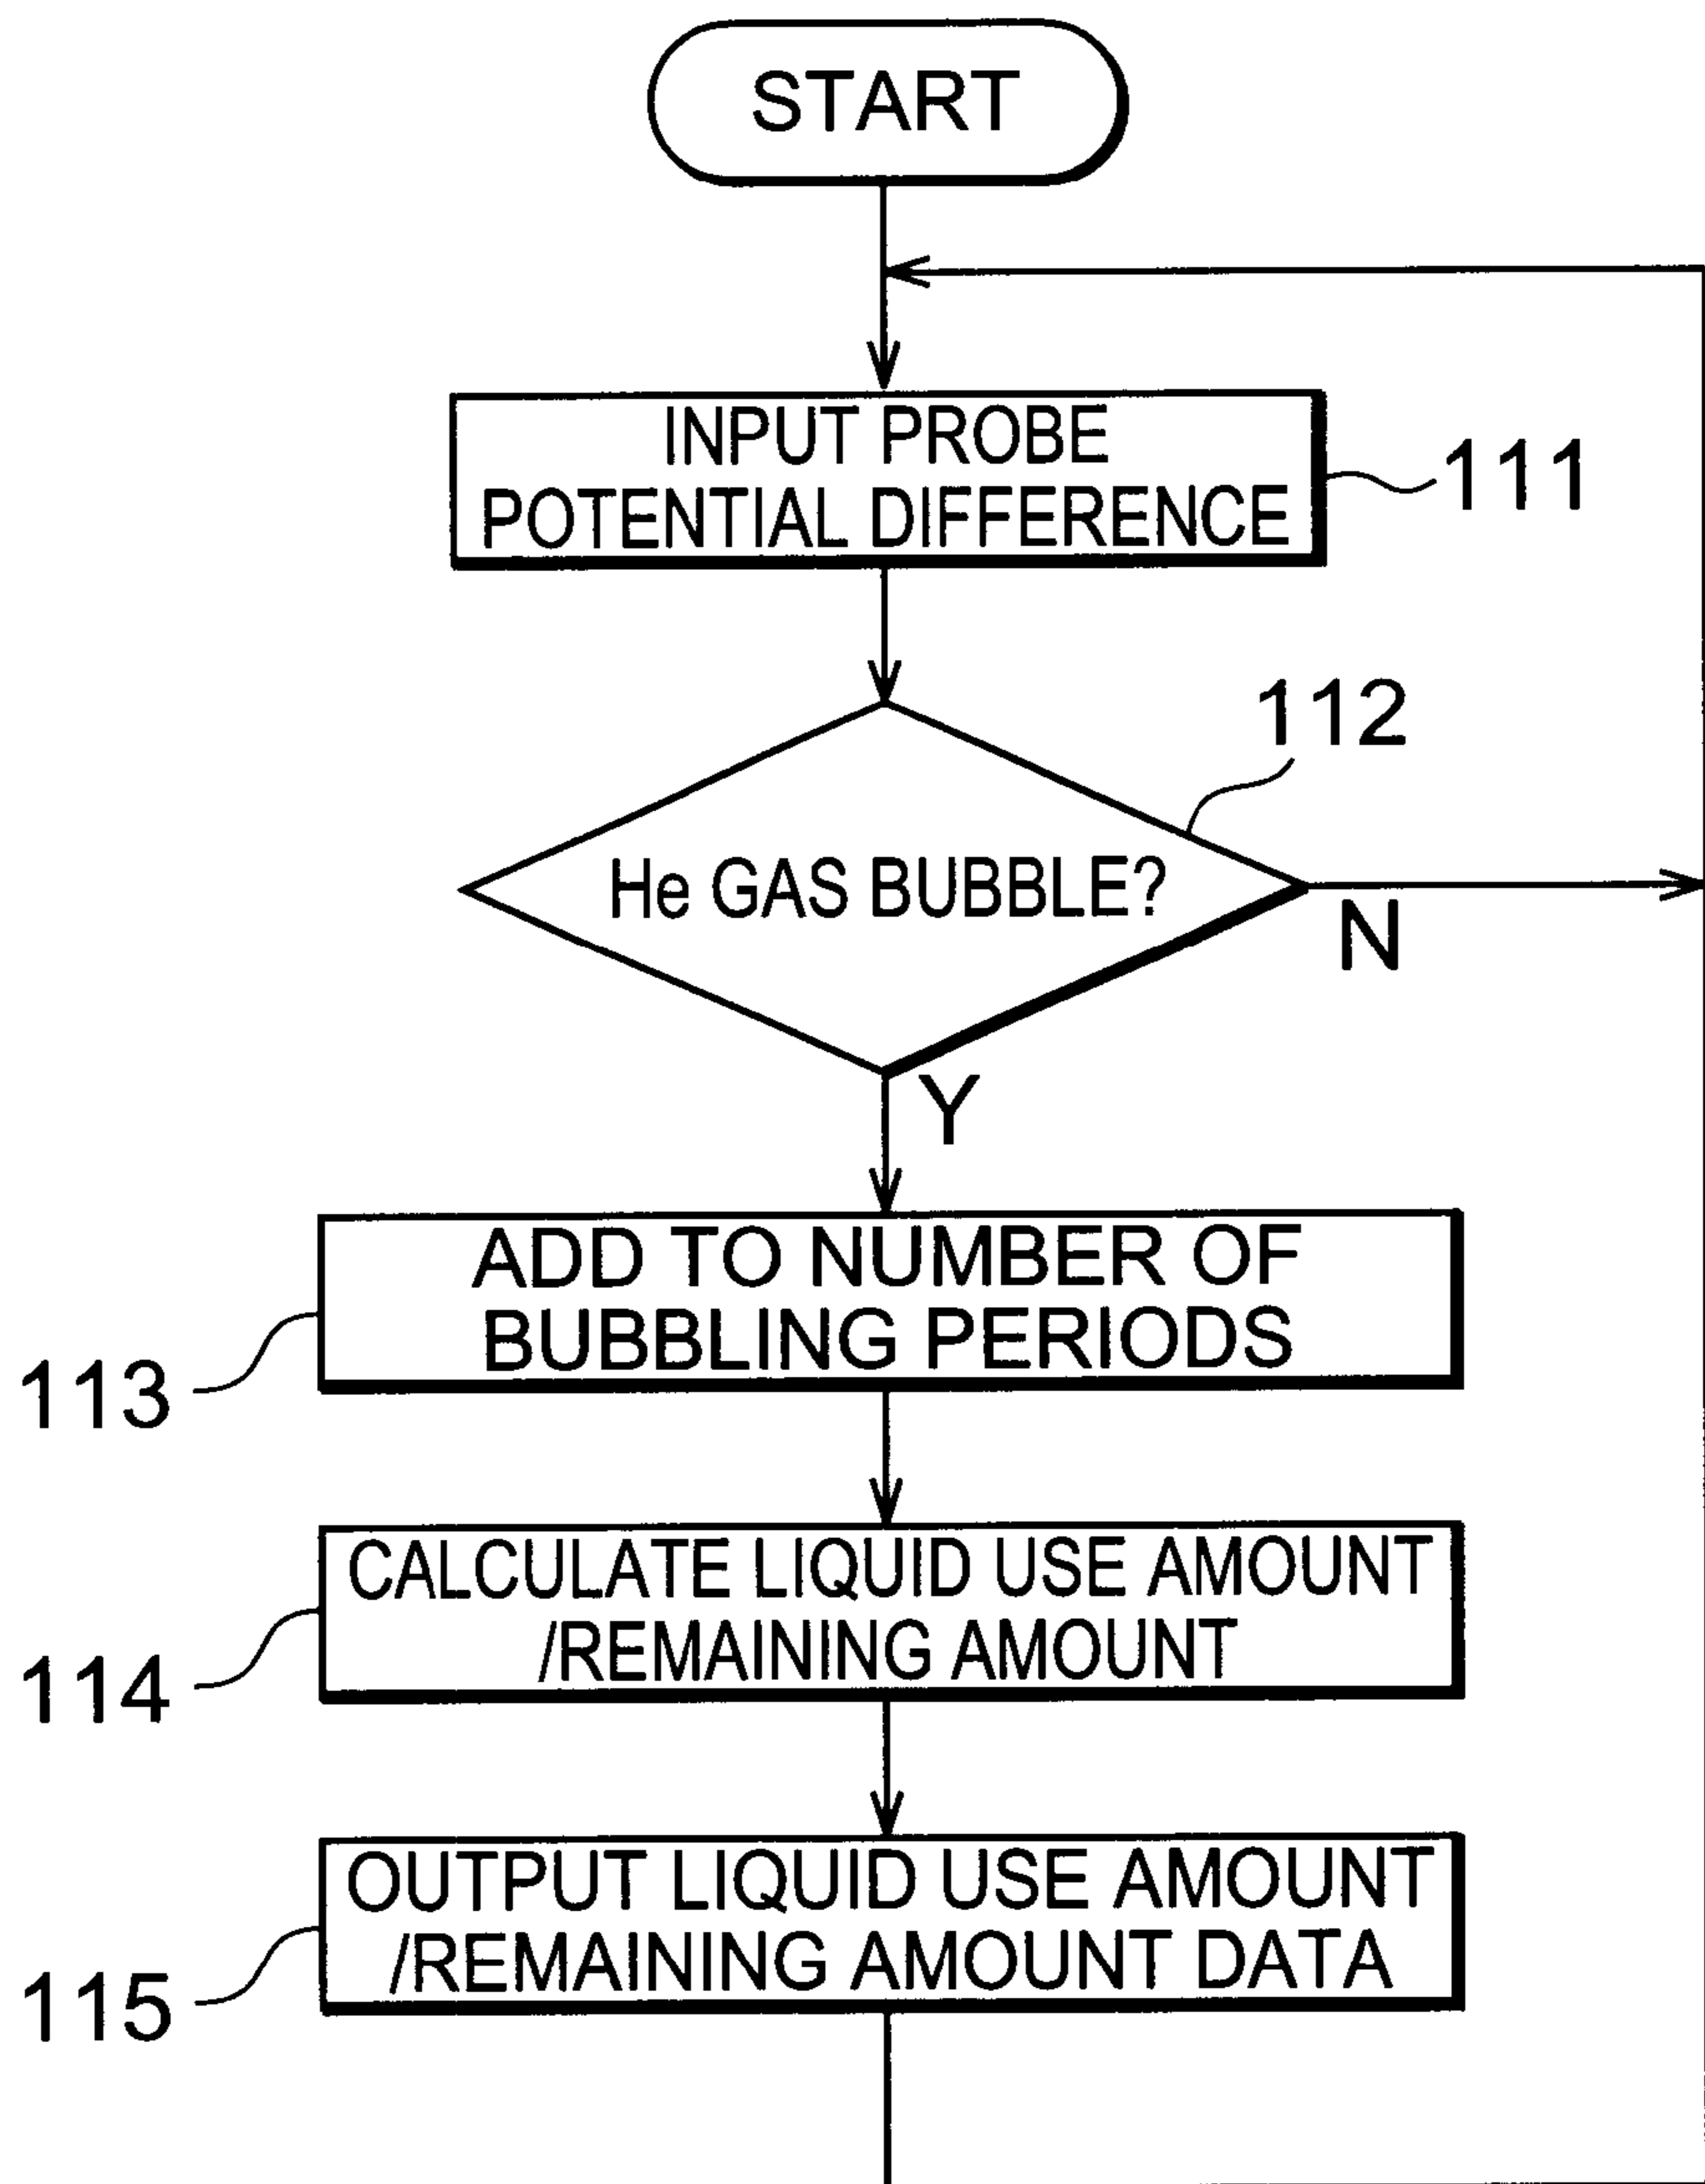 START
INPUT PROBE
POTENTIAL DIFFERENCE
111
112
He GAS BUBBLE?
N
Y
ADD TO NUMBER OF
BUBBLING PERIODS
113
CALCULATE LIQUID USE AMOUNT
/REMAINING AMOUNT
114
OUTPUT LIQUID USE AMOUNT
/REMAINING AMOUNT DATA
115